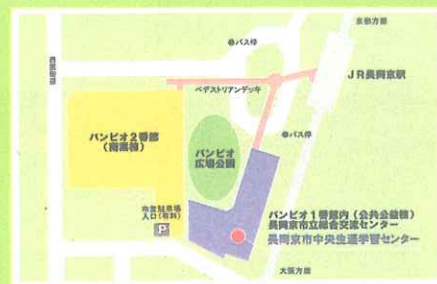 京都方面
バス停
JR長岡京駅
ペデストリアンデッキ
バス停
バンビオ2番館
(商業棟)
バンビオ
広場公園
市営駐車場
入口(有料)
P
バンビオ1番館内(公共公益棟)
長岡京市立総合交流センター
長岡京市中央生涯学習センター
大阪方面